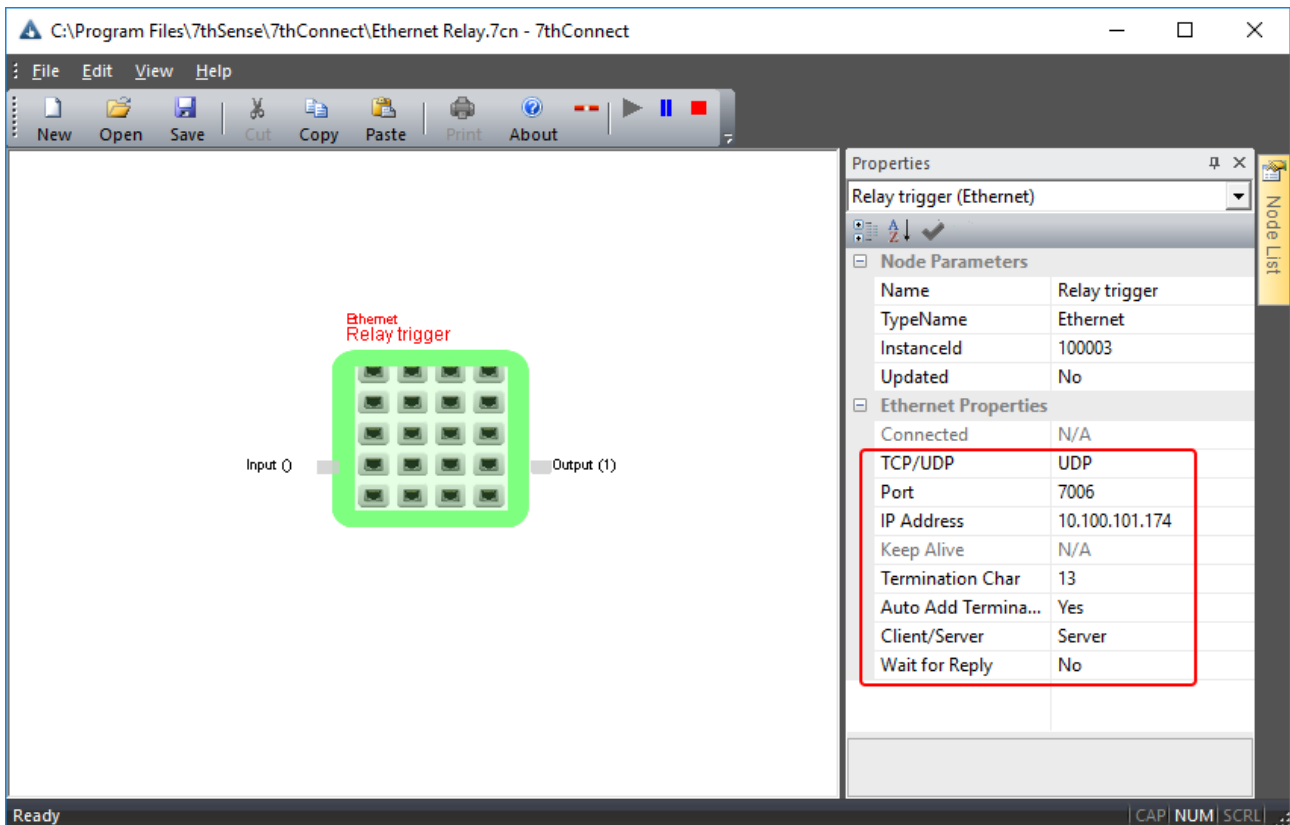 C:\Program Files\7thSense\7thConnect\Ethernet Relay.7cn - 7thConnect
File Edit View Help
New Open Save Cut Copy Paste Print About
Properties
Relay trigger (Ethernet)
Node List
Node Parameters
Name Relay trigger
TypeName Ethernet
InstanceId 100003
Updated No
Ethernet Properties
Connected N/A
TCP/UDP UDP
Port 7006
IP Address 10.100.101.174
Keep Alive N/A
Termination Char 13
Auto Add Termina... Yes
Client/Server Server
Wait for Reply No
Ethernet
Relay trigger
Input ()
Output (1)
Ready
CAP NUM SCRL